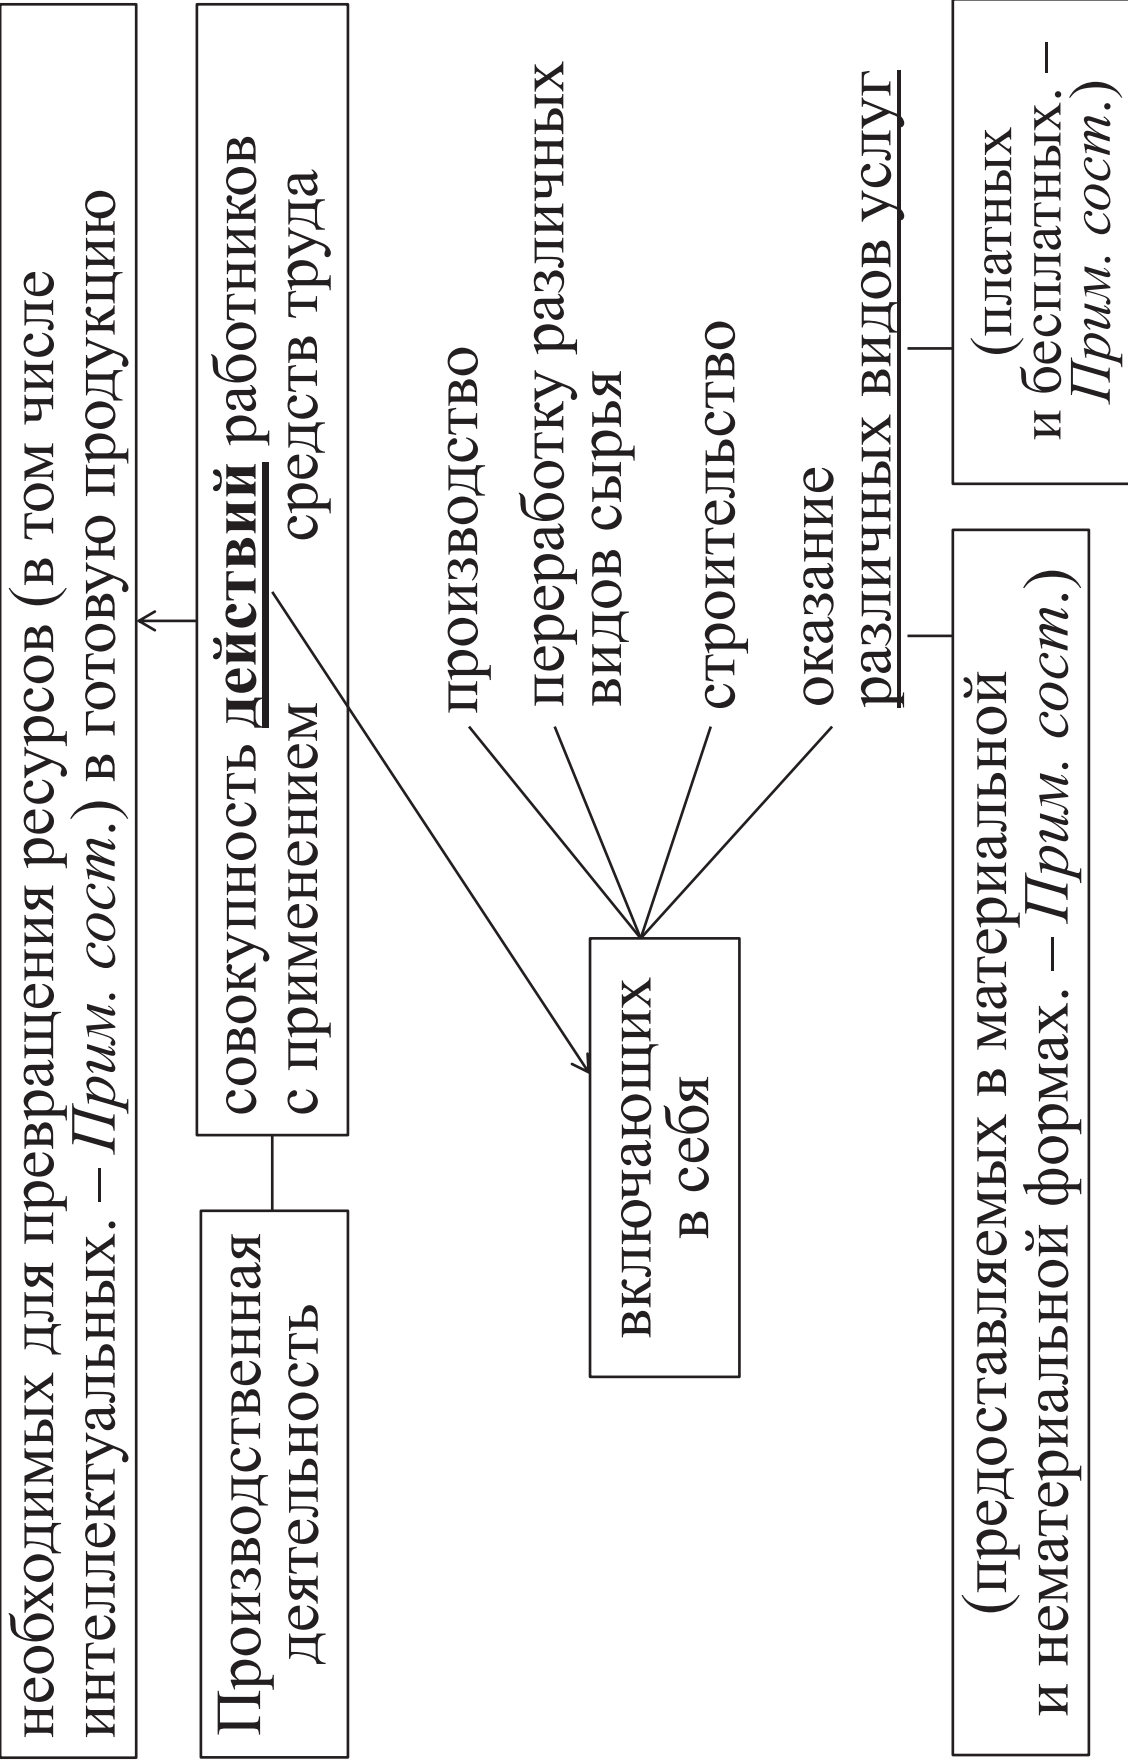 необходимых для превращения ресурсов (в том числе
интеллектуальных. – Прим. сост.) в готовую продукцию
Производственная
деятельность
совокупность действий работников
с применением средств труда
включающих
в себя
производство
переработку различных
видов сырья
строительство
оказание
различных видов услуг
(предоставляемых в материальной
и нематериальной формах. – Прим. сост.)
(платных
и бесплатных. –
Прим. сост.)